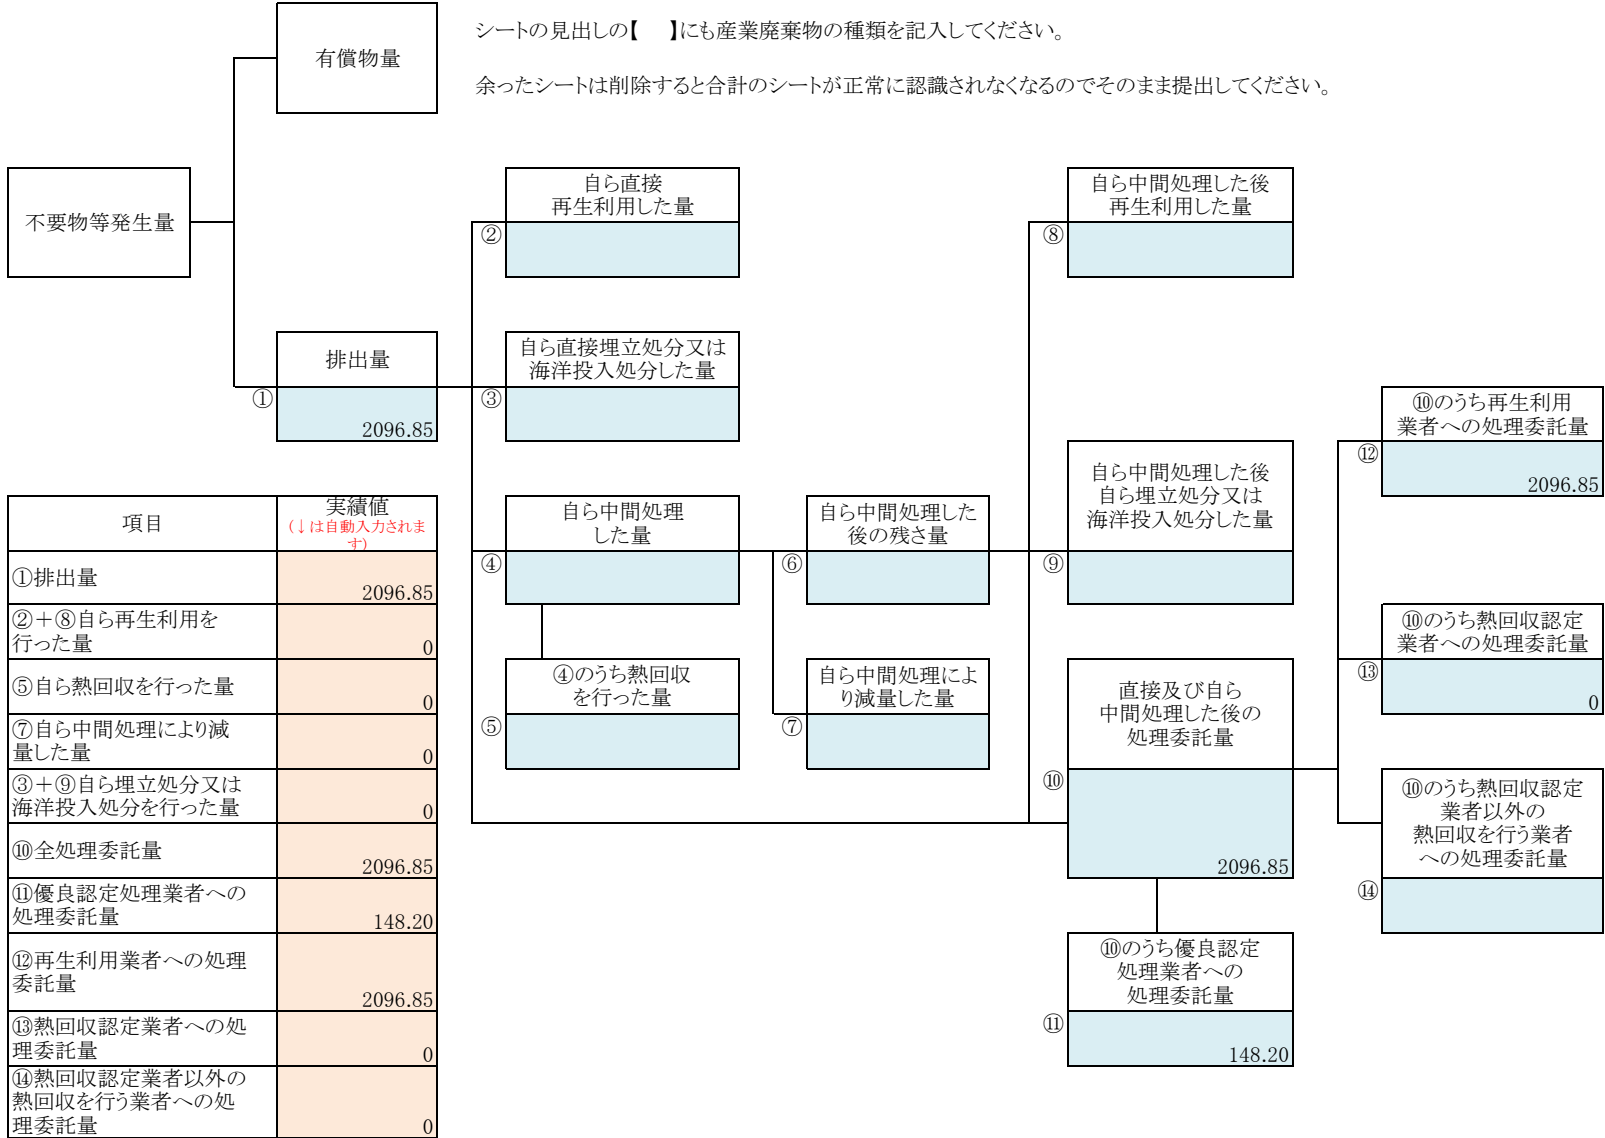 シートの見出しの【　】にも産業廃棄物の種類を記入してください。
有償物量
余ったシートは削除すると合計のシートが正常に認識されなくなるのでそのまま提出してください。
不要物等発生量
自ら直接
再生利用した量
②
自ら中間処理した後
再生利用した量
⑧
排出量
①
2096.85
自ら直接埋立処分又は
海洋投入処分した量
③
⑩のうち再生利用
業者への処理委託量
⑫
2096.85
自ら中間処理
した量
④
自ら中間処理した
後の残さ量
⑥
自ら中間処理した後
自ら埋立処分又は
海洋投入処分した量
⑨
⑩のうち熱回収認定
業者への処理委託量
⑬
0
④のうち熱回収
を行った量
⑤
自ら中間処理によ
り減量した量
⑦
直接及び自ら
中間処理した後の
処理委託量
⑩
2096.85
⑩のうち熱回収認定
業者以外の
熱回収を行う業者
への処理委託量
⑭
⑩のうち優良認定
処理業者への
処理委託量
⑪
148.20
項目
実績値
(↓は自動入力されま
す)
①排出量
2096.85
②＋⑧自ら再生利用を
行った量
0
⑤自ら熱回収を行った量
0
⑦自ら中間処理により減
量した量
0
③＋⑨自ら埋立処分又は
海洋投入処分を行った量
0
⑩全処理委託量
2096.85
⑪優良認定処理業者への
処理委託量
148.20
⑫再生利用業者への処理
委託量
2096.85
⑬熱回収認定業者への処
理委託量
0
⑭熱回収認定業者以外の
熱回収を行う業者への処
理委託量
0